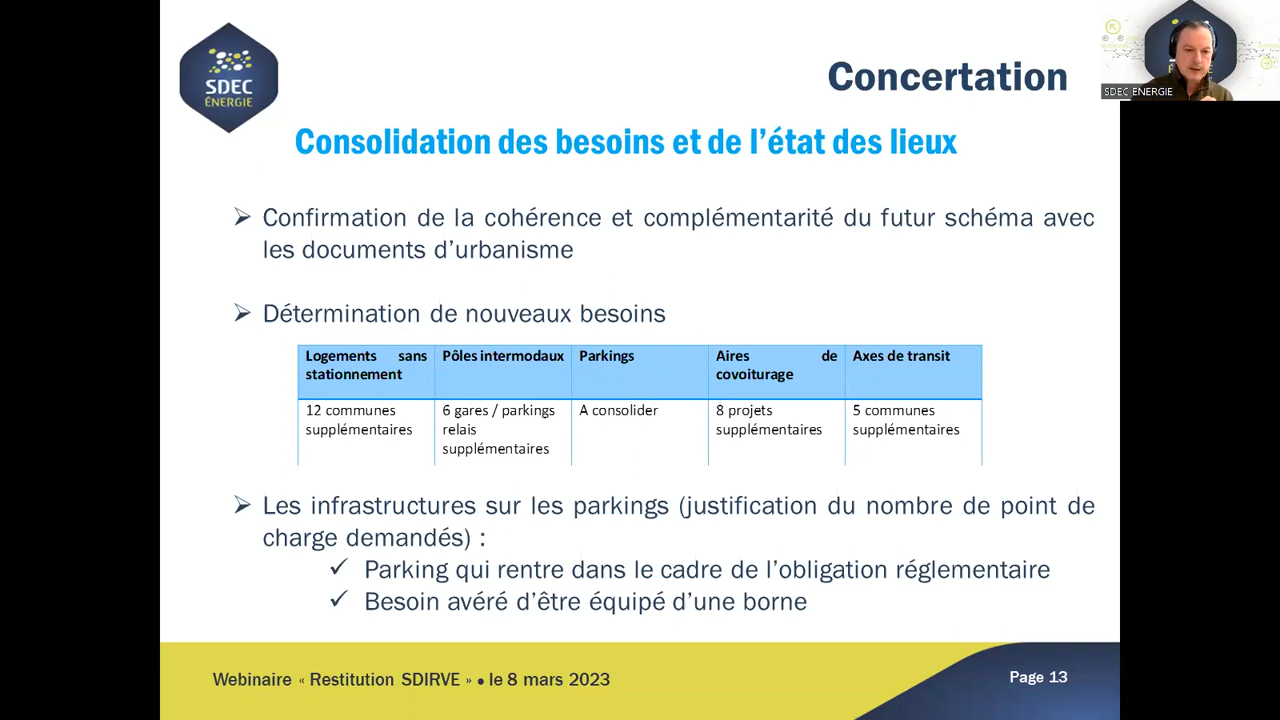 SDEC
ÉNERGIE
Concertation
SDEC ENERGIE
Consolidation des besoins et de l’état des lieux
Confirmation de la cohérence et complémentarité du futur schéma avec
les documents d’urbanisme
Détermination de nouveaux besoins
Logements sans
stationnement
Pôles intermodaux
Parkings
Aires de
covoiturage
Axes de transit
12 communes
supplémentaires
6 gares / parkings
relais
supplémentaires
A consolider
8 projets
supplémentaires
5 communes
supplémentaires
Les infrastructures sur les parkings (justification du nombre de point de
charge demandés) :
Parking qui rentre dans le cadre de l’obligation réglementaire
Besoin avéré d’être équipé d’une borne
Webinaire « Restitution SDIRVE » • le 8 mars 2023
Page 13